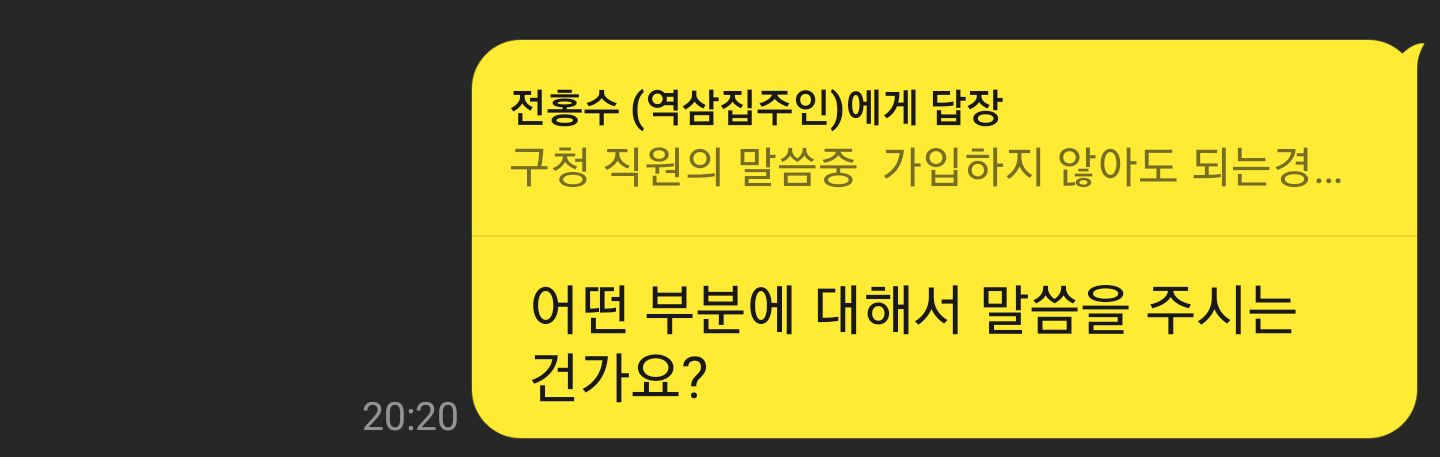 전홍수 (역삼집주인)에게 답장
구청 직원의 말씀중  가입하지 않아도 되는경...
어떤 부분에 대해서 말씀을 주시는
건가요?
20:20